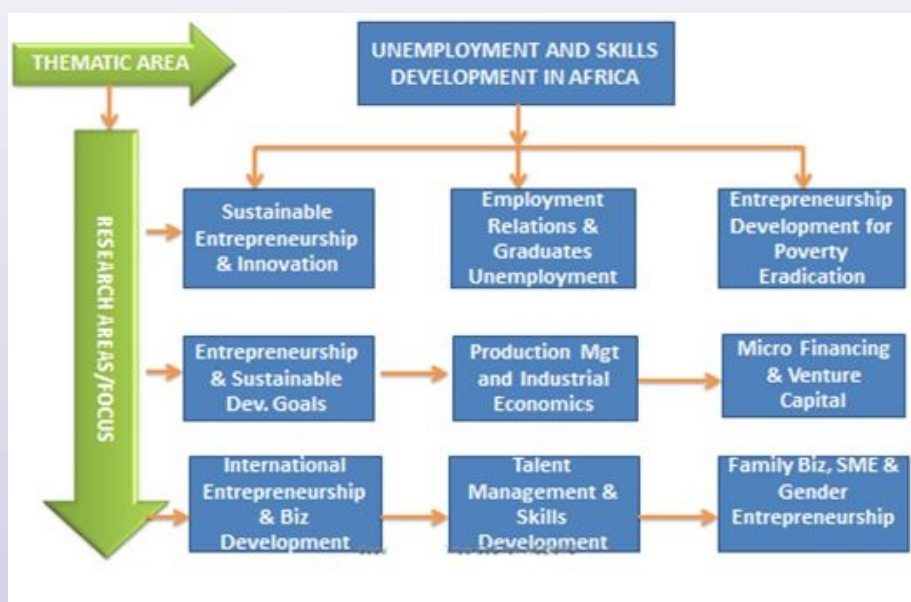 THEMATIC AREA
UNEMPLOYMENT AND SKILLS
DEVELOPMENT IN AFRICA
RESEARCH AREAS/FOCUS
Sustainable
Entrepreneurship
& Innovation
Employment
Relations &
Graduates
Unemployment
Entrepreneurship
Development for
Poverty
Eradication
Entrepreneurship
& Sustainable
Dev. Goals
Production Mgt
and Industrial
Economics
Micro Financing
& Venture
Capital
International
Entrepreneurship
& Biz
Development
Talent
Management &
Skills
Development
Family Biz, SME &
Gender
Entrepreneurship